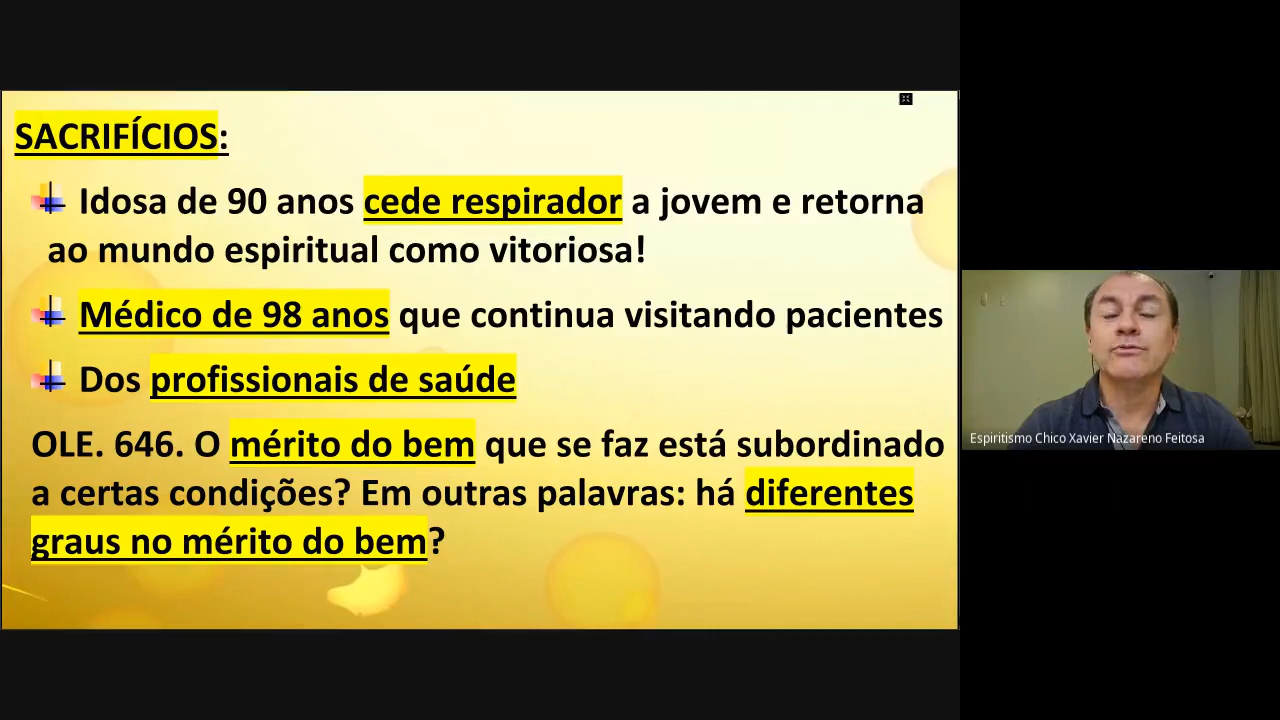 SACRIFÍCIOS:
Idosa de 90 anos cede respirador a jovem e retorna
ao mundo espiritual como vitoriosa!
Médico de 98 anos que continua visitando pacientes
Dos profissionais de saúde
OLE. 646. O mérito do bem que se faz está subordinado
a certas condições? Em outras palavras: há diferentes
graus no mérito do bem?
Espiritismo Chico Xavier Nazareno Feitosa